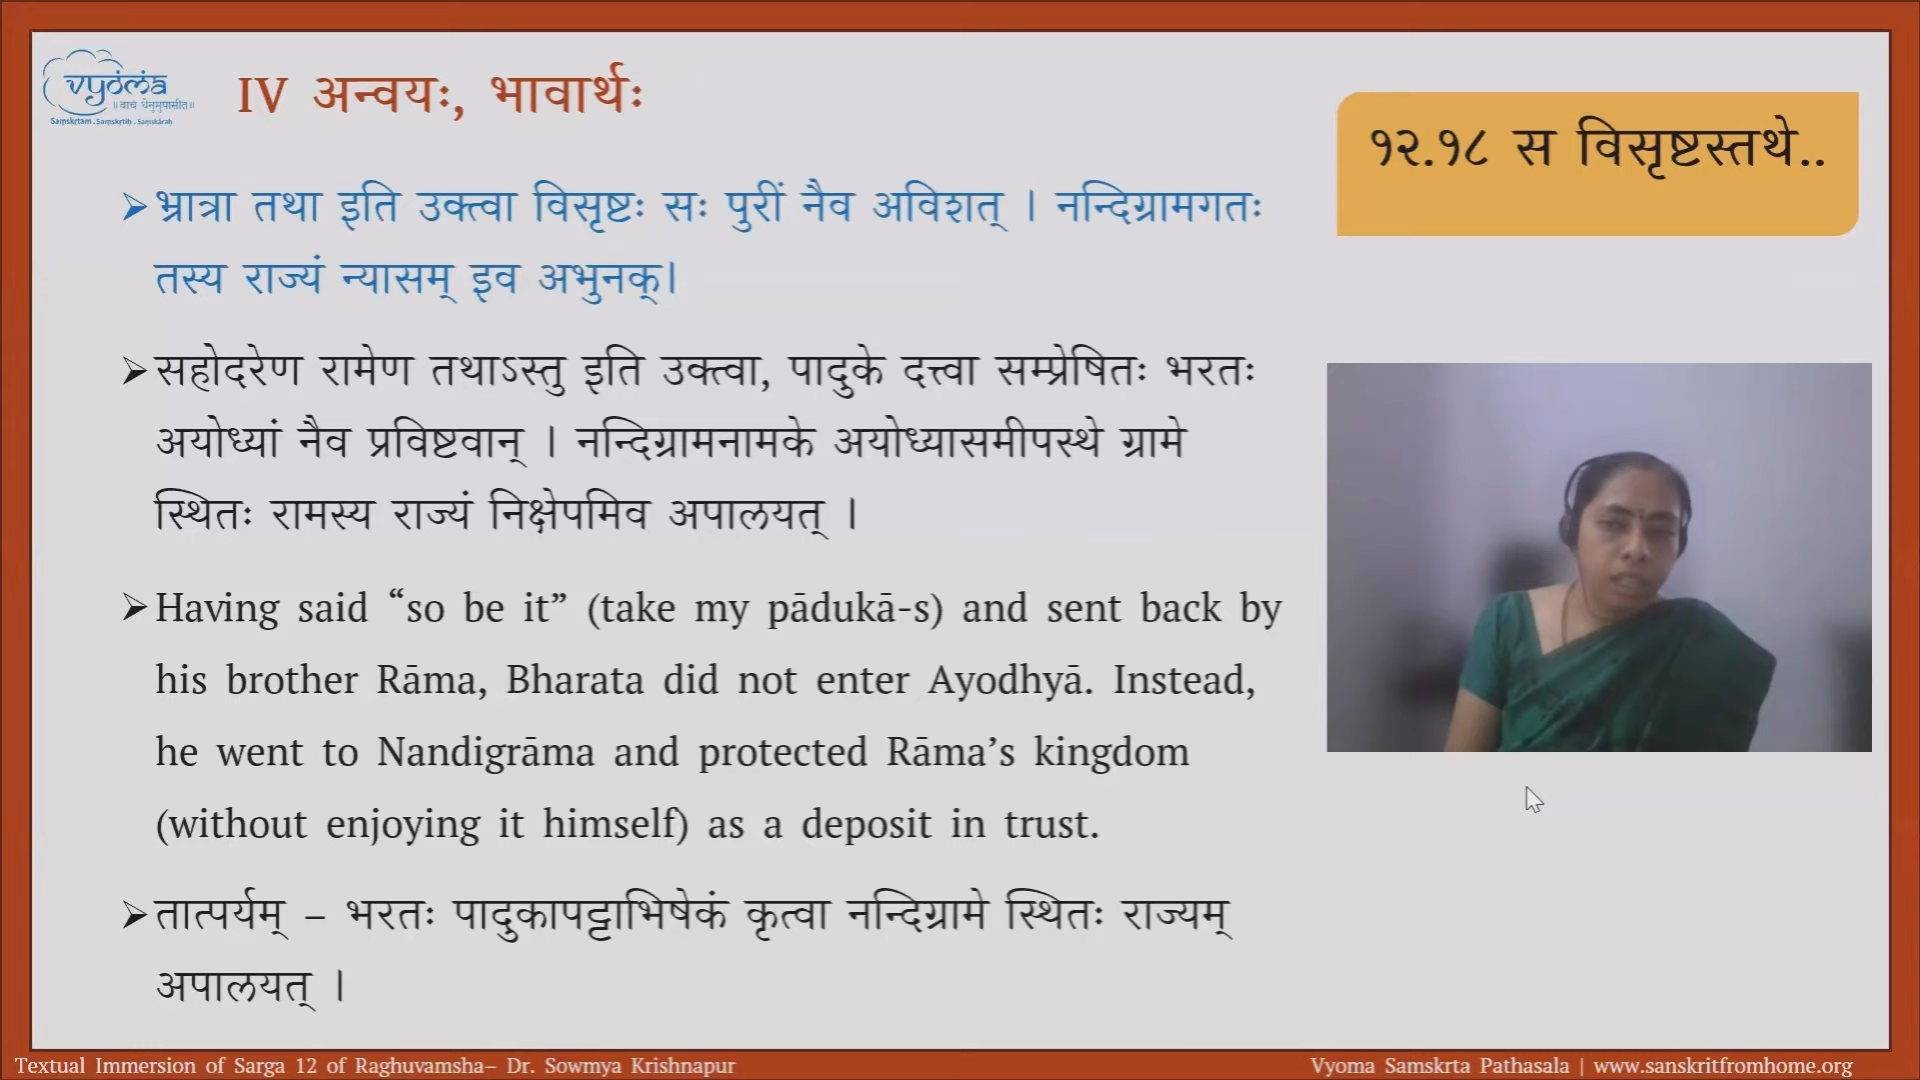 vyoma
॥ वाचं धेनुमुपासीत॥
Saṃskṛtam . Saṃskṛtiḥ . Saṃskāraḥ
IV अन्वयः, भावार्थः
१२.१८ स विसृष्टस्तथे..
➢भ्रात्रा तथा इति उक्त्वा विसृष्टः सः पुरीं नैव अविशत् । नन्दिग्रामगतः
तस्य राज्यं न्यासम् इव अभुनक्।
➢सहोदरेण रामेण तथाऽस्तु इति उक्त्वा, पादुके दत्त्वा सम्प्रेषितः भरतः
अयोध्यां नैव प्रविष्टवान् । नन्दिग्रामनामके अयोध्यासमीपस्थे ग्रामे
स्थितः रामस्य राज्यं निक्षेपमिव अपालयत् ।
➢Having said “so be it” (take my pādukā-s) and sent back by
his brother Rāma, Bharata did not enter Ayodhyā. Instead,
he went to Nandigrāma and protected Rāma’s kingdom
(without enjoying it himself) as a deposit in trust.
➢तात्पर्यम् – भरतः पादुकापट्टाभिषेकं कृत्वा नन्दिग्रामे स्थितः राज्यम्
अपालयत् ।
Textual Immersion of Sarga 12 of Raghuvamsha– Dr. Sowmya Krishnapur
Vyoma Samskrta Pathasala | www.sanskritfromhome.org